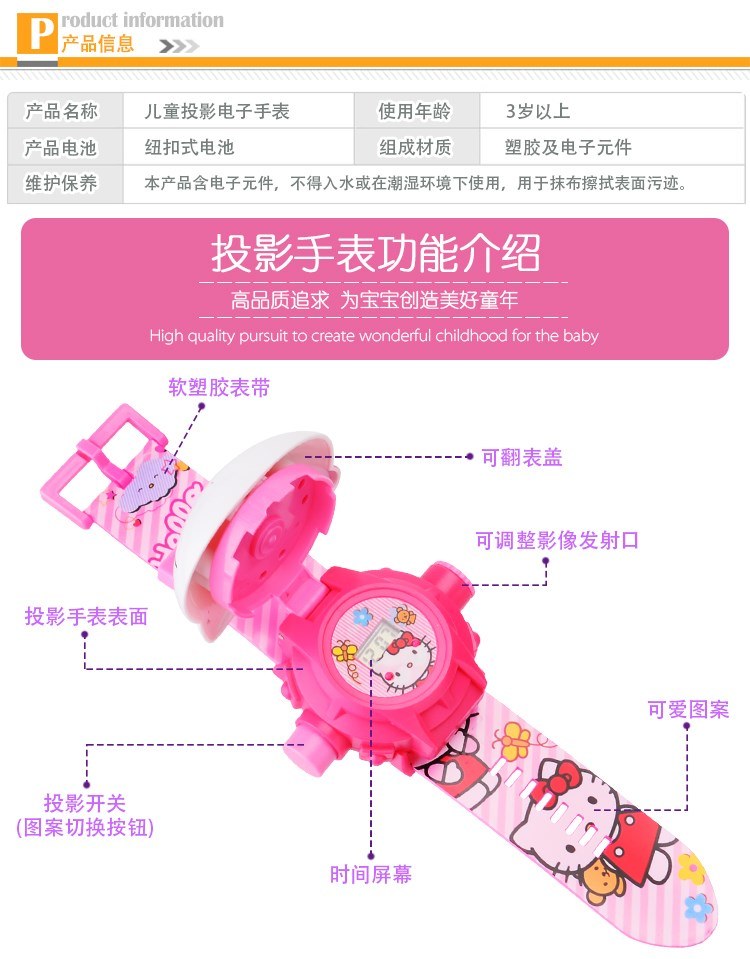 Product information
产品信息
产品名称 儿童投影电子手表 使用年龄 3岁以上
产品电池 纽扣式电池 组成材质 塑胶及电子元件
维护保养 本产品含电子元件，不得入水或在潮湿环境下使用，用于抹布擦拭表面污迹。
投影手表功能介绍
高品质追求 为宝宝创造美好童年
High quality pursuit to create wonderful childhood for the baby
软塑胶表带
可翻表盖
可调整影像发射口
投影手表表面
可爱图案
投影开关
(图案切换按钮)
时间屏幕
Hello